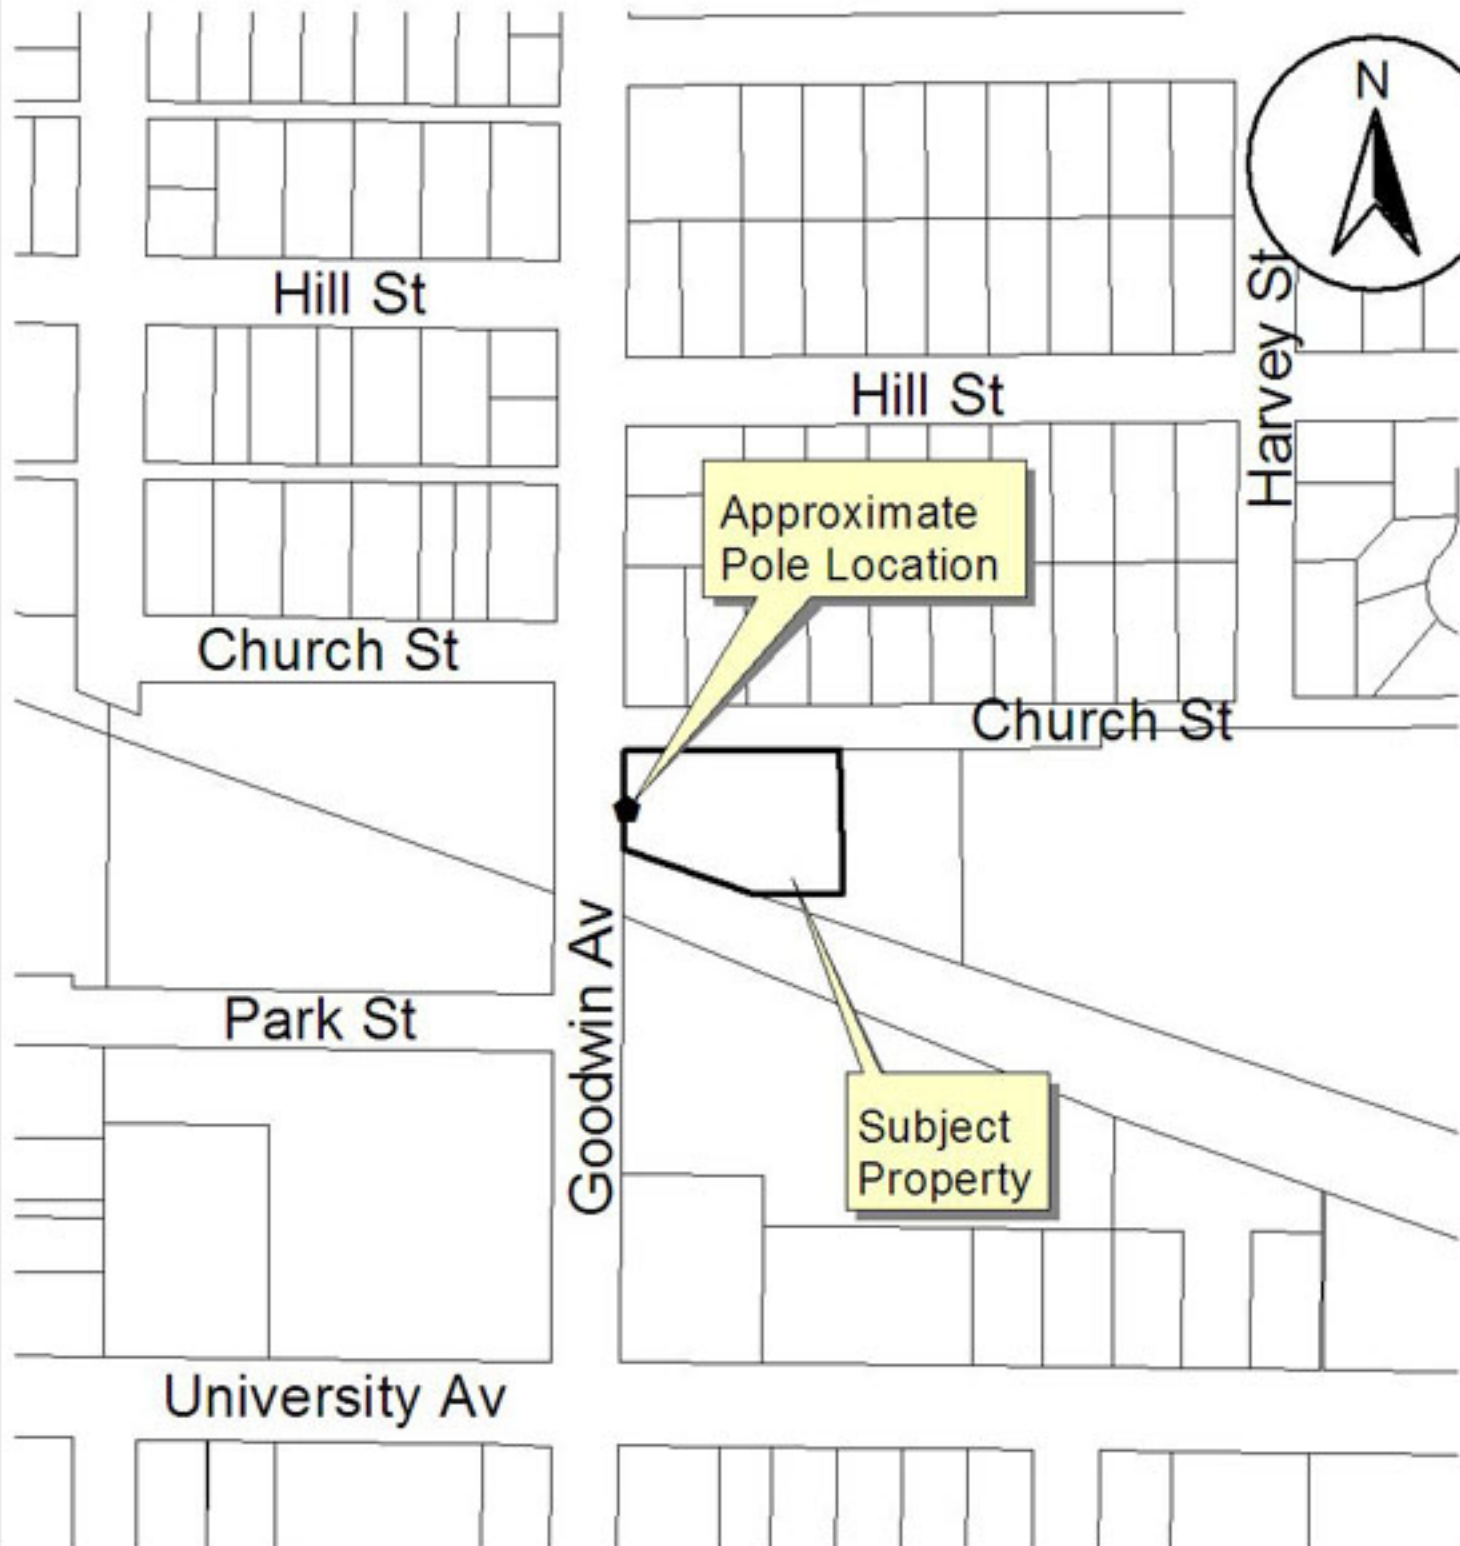 N
Hill St
Hill St
Harvey St
Approximate
Pole Location
Church St
Church St
Goodwin Av
Park St
Subject
Property
University Av